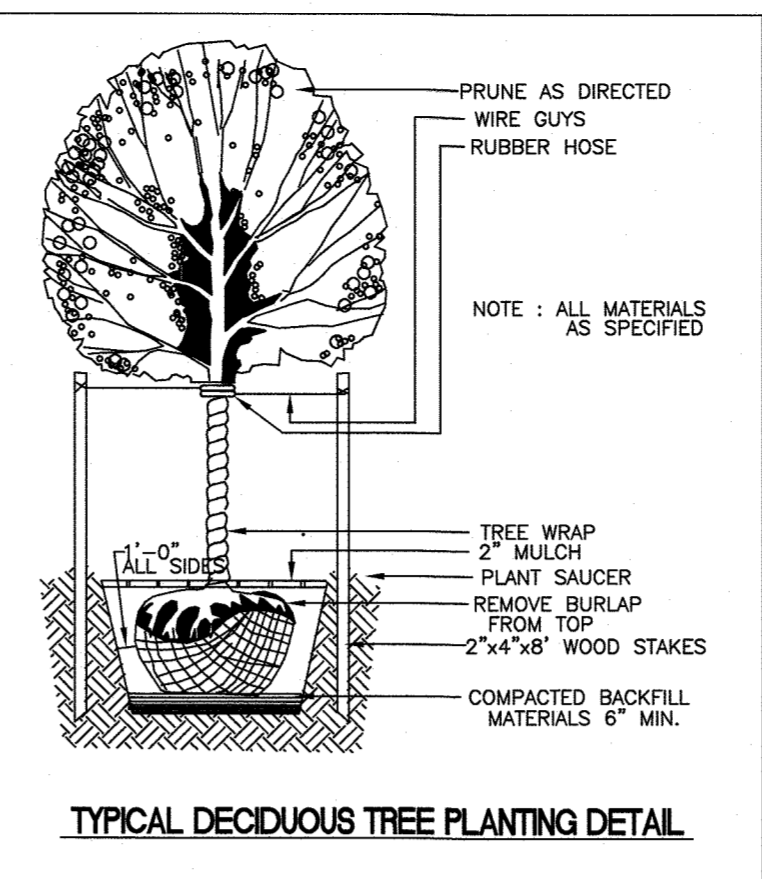 PRUNE AS DIRECTED
WIRE GUYS
RUBBER HOSE
NOTE : ALL MATERIALS
AS SPECIFIED
TREE WRAP
1'-0"
ALL SIDES
2" MULCH
PLANT SAUCER
REMOVE BURLAP
FROM TOP
2"x4"x8' WOOD STAKES
COMPACTED BACKFILL
MATERIALS 6" MIN.
TYPICAL DECIDUOUS TREE PLANTING DETAIL